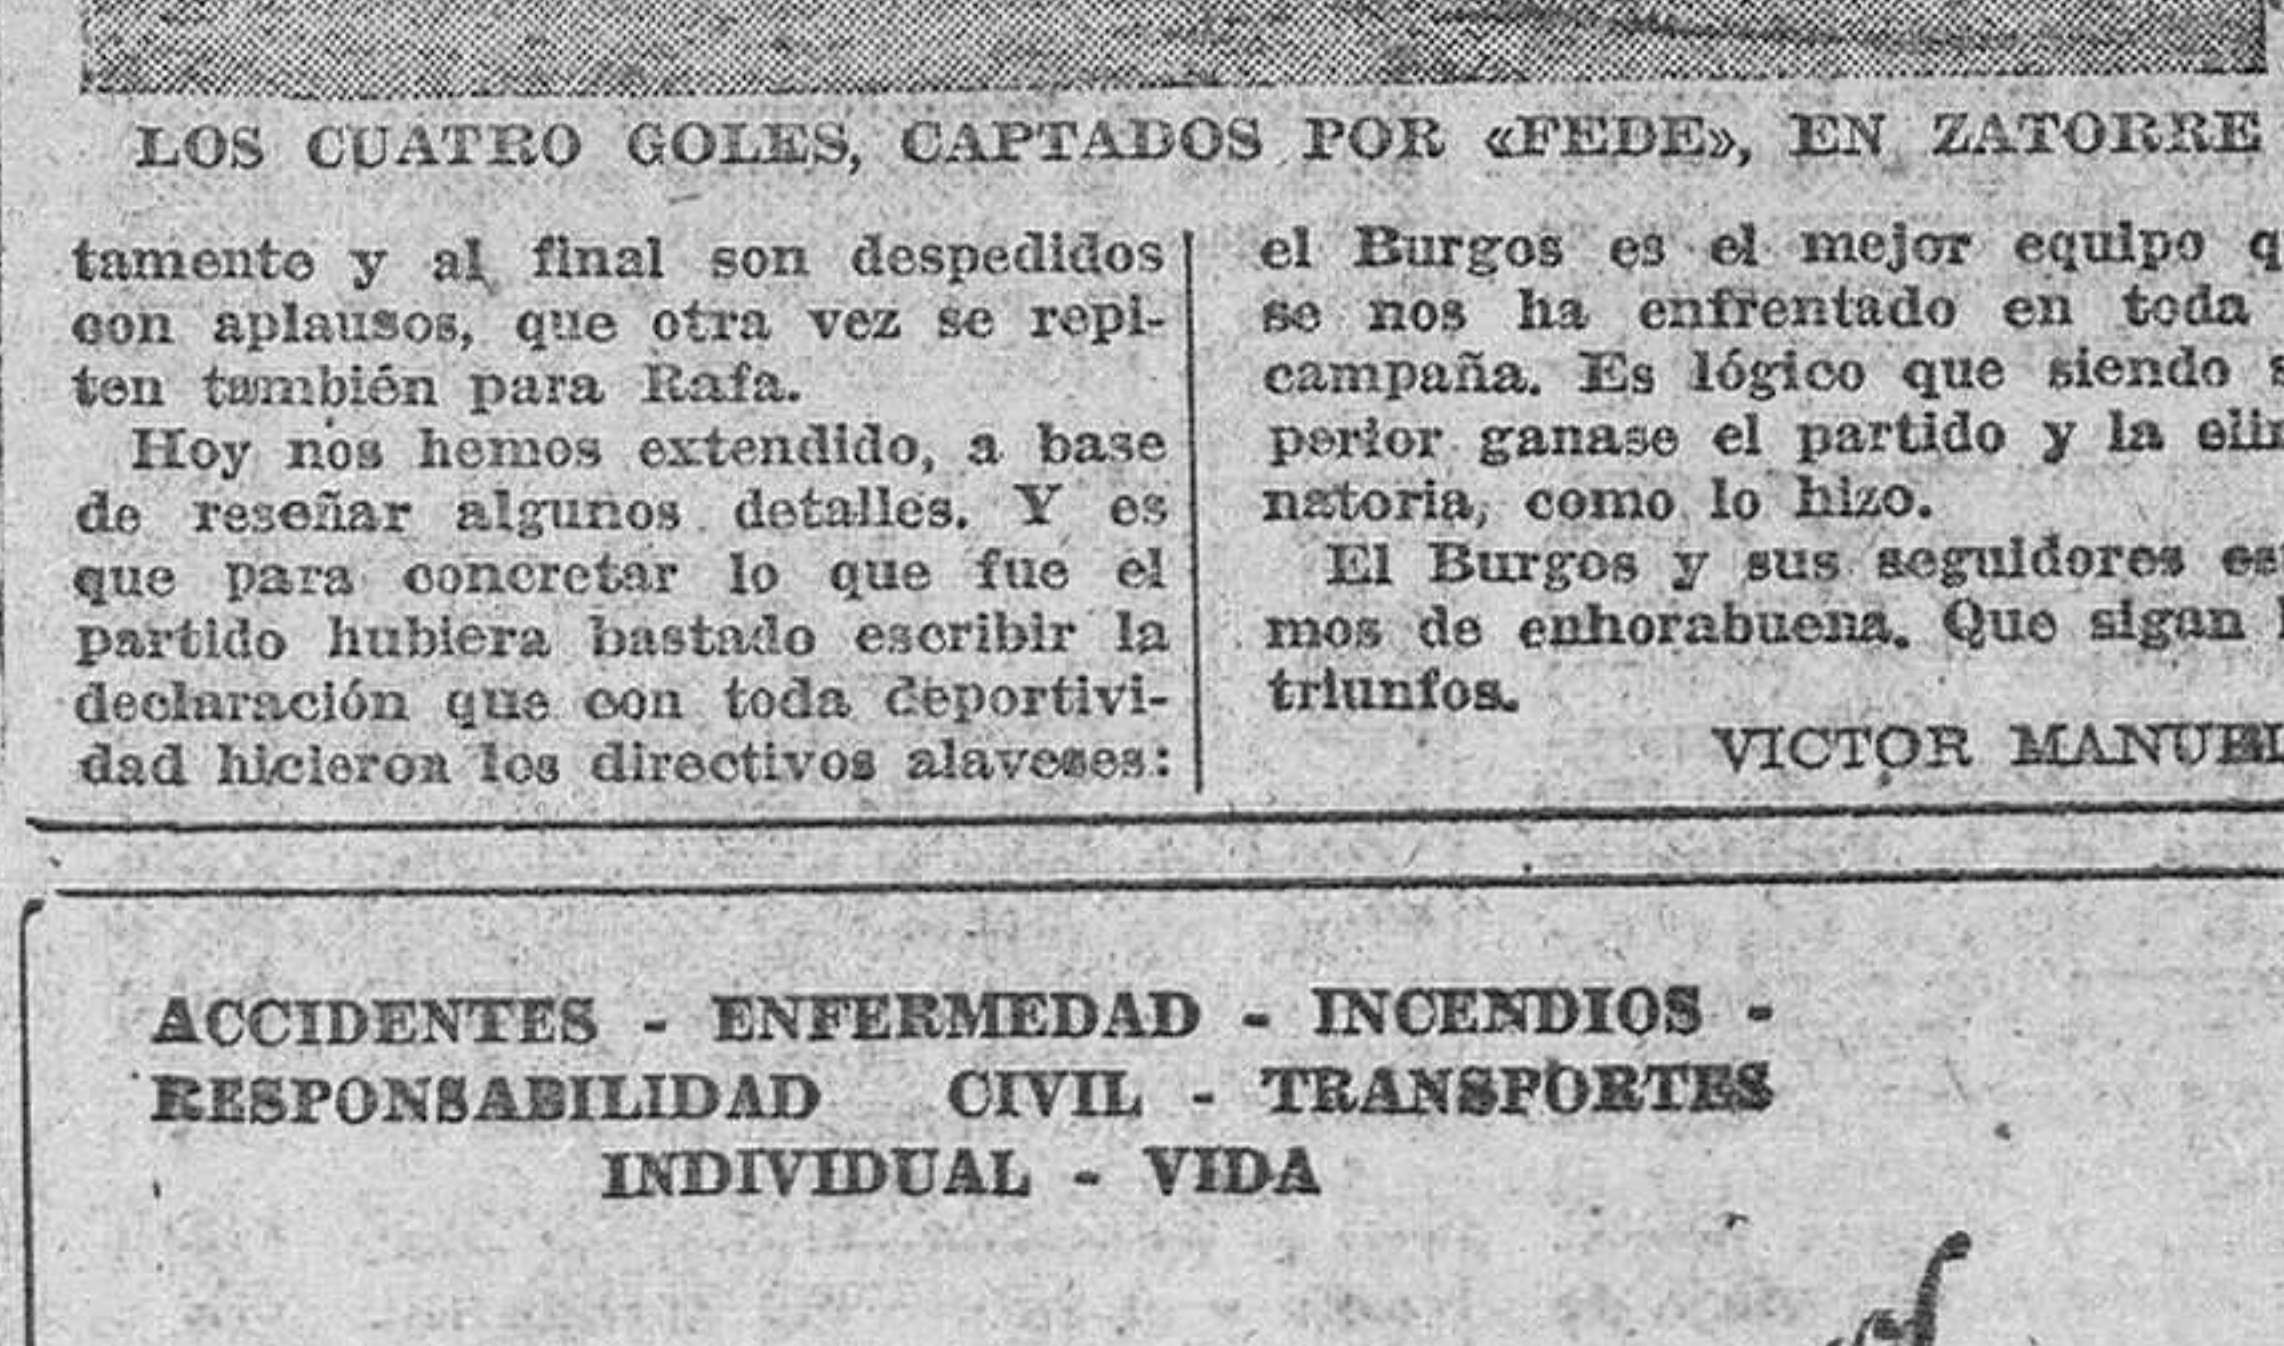 LOS CUATRO GOLES, CAPTADOS POR «FEDE», EN ZATORRE
tamente y al final son despedidos
con aplausos, que otra vez se repi-
ten también para Rafa.
Hoy nos hemos extendido, a base
de reseñar algunos detalles. Y es
que para concretar lo que fue el
partido hubiera bastado escribir la
declaración que con toda deportivi-
dad hicieron los directivos alaveses:
el Burgos es el mejor equipo q
se nos ha enfrentado en toda
campaña. Es lógico que siendo s
perior ganase el partido y la elim
natoria, como lo hizo.
El Burgos y sus seguidores est
mos de enhorabuena. Que sigan l
triunfos.
VICTOR MANUEL
ACCIDENTES - ENFERMEDAD - INCENDIOS -
RESPONSABILIDAD CIVIL - TRANSPORTES
INDIVIDUAL - VIDA